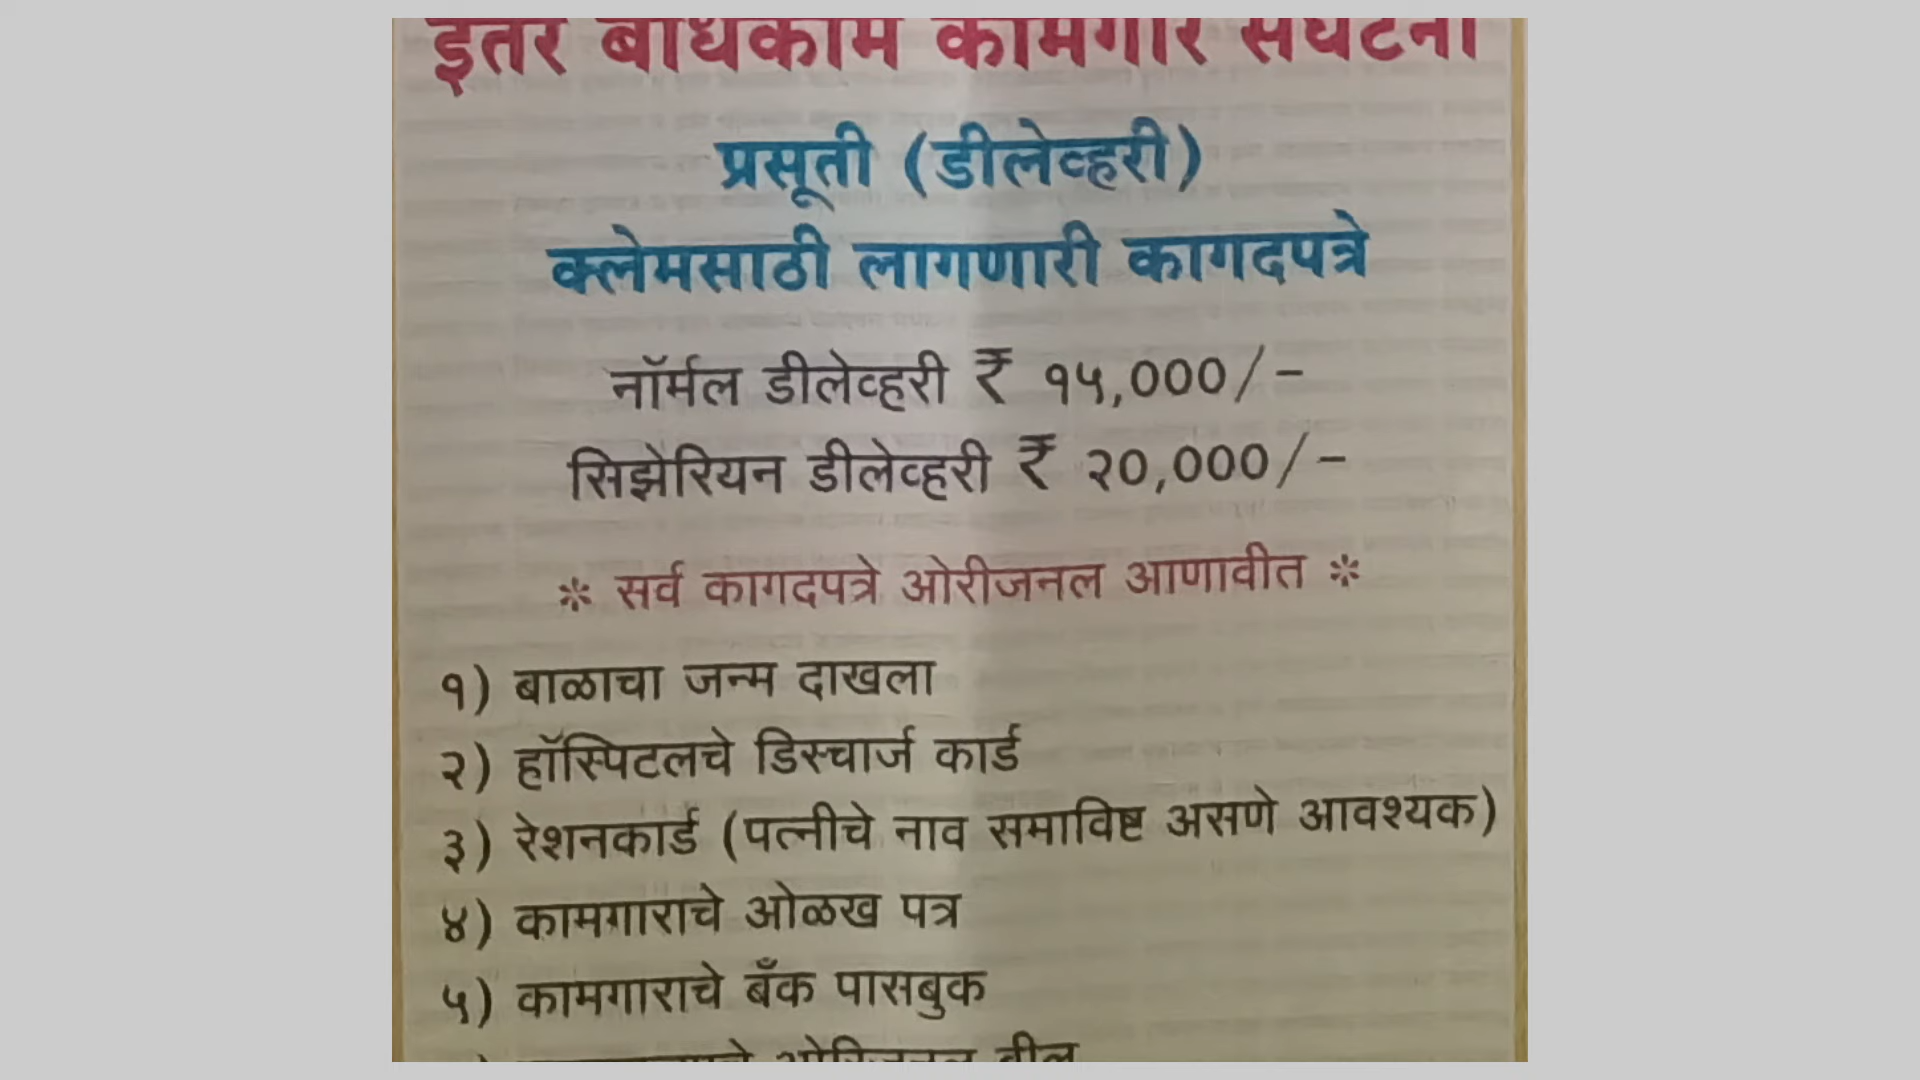 इतर बांधकाम कामगार संघटना
प्रसूती (डीलेव्हरी)
क्लेमसाठी लागणारी कागदपत्रे
नॉर्मल डीलेव्हरी ₹ १५,०००/-
सिझेरियन डीलेव्हरी ₹ २०,०००/-
* सर्व कागदपत्रे ओरीजनल आणावीत *
१) बाळाचा जन्म दाखला
२) हॉस्पिटलचे डिस्चार्ज कार्ड
३) रेशनकार्ड (पत्नीचे नाव समाविष्ट असणे आवश्यक)
४) कामगाराचे ओळख पत्र
५) कामगाराचे बँक पासबुक
ओरिजनल बील